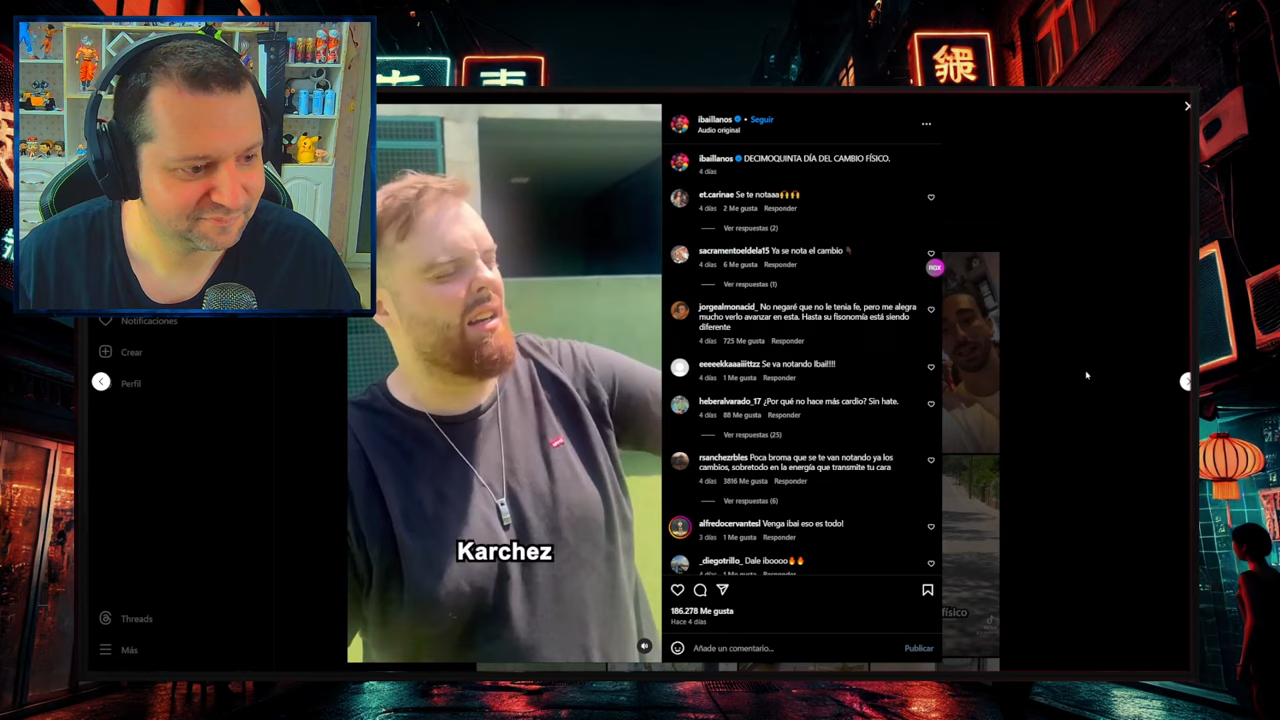 Notificaciones
Crear
Perfil
Threads
Más
Karchez
ibaillanos • Seguir
Audio original
ibaillanos DECIMOQUINTA DÍA DEL CAMBIO FÍSICO.
4 días
et.carinae Se te notaaa🙌🙌
4 días 2 Me gusta Responder
Ver respuestas (2)
sacramentoeldela15 Ya se nota el cambio
4 días 6 Me gusta Responder
Ver respuestas (1)
jorgealmonacid_ No negaré que no le tenia fe, pero me alegra
mucho verlo avanzar en esta. Hasta su fisonomía está siendo
diferente
4 días 725 Me gusta Responder
eeeeekkaaaiiittzz Se va notando Ibai!!!!
4 días 1 Me gusta Responder
heberalvarado_17 ¿Por qué no hace más cardio? Sin hate.
4 días 88 Me gusta Responder
Ver respuestas (25)
rsanchezrbles Poca broma que se te van notando ya los
cambios, sobretodo en la energía que transmite tu cara
4 días 3816 Me gusta Responder
Ver respuestas (6)
alfredocervantesl Venga ibai eso es todo!
3 días 1 Me gusta Responder
_diegotrillo_ Dale iboooo🔥🔥
4 días 1 Me gusta Responder
186.278 Me gusta
Hace 4 días
Añade un comentario...
Publicar
físico